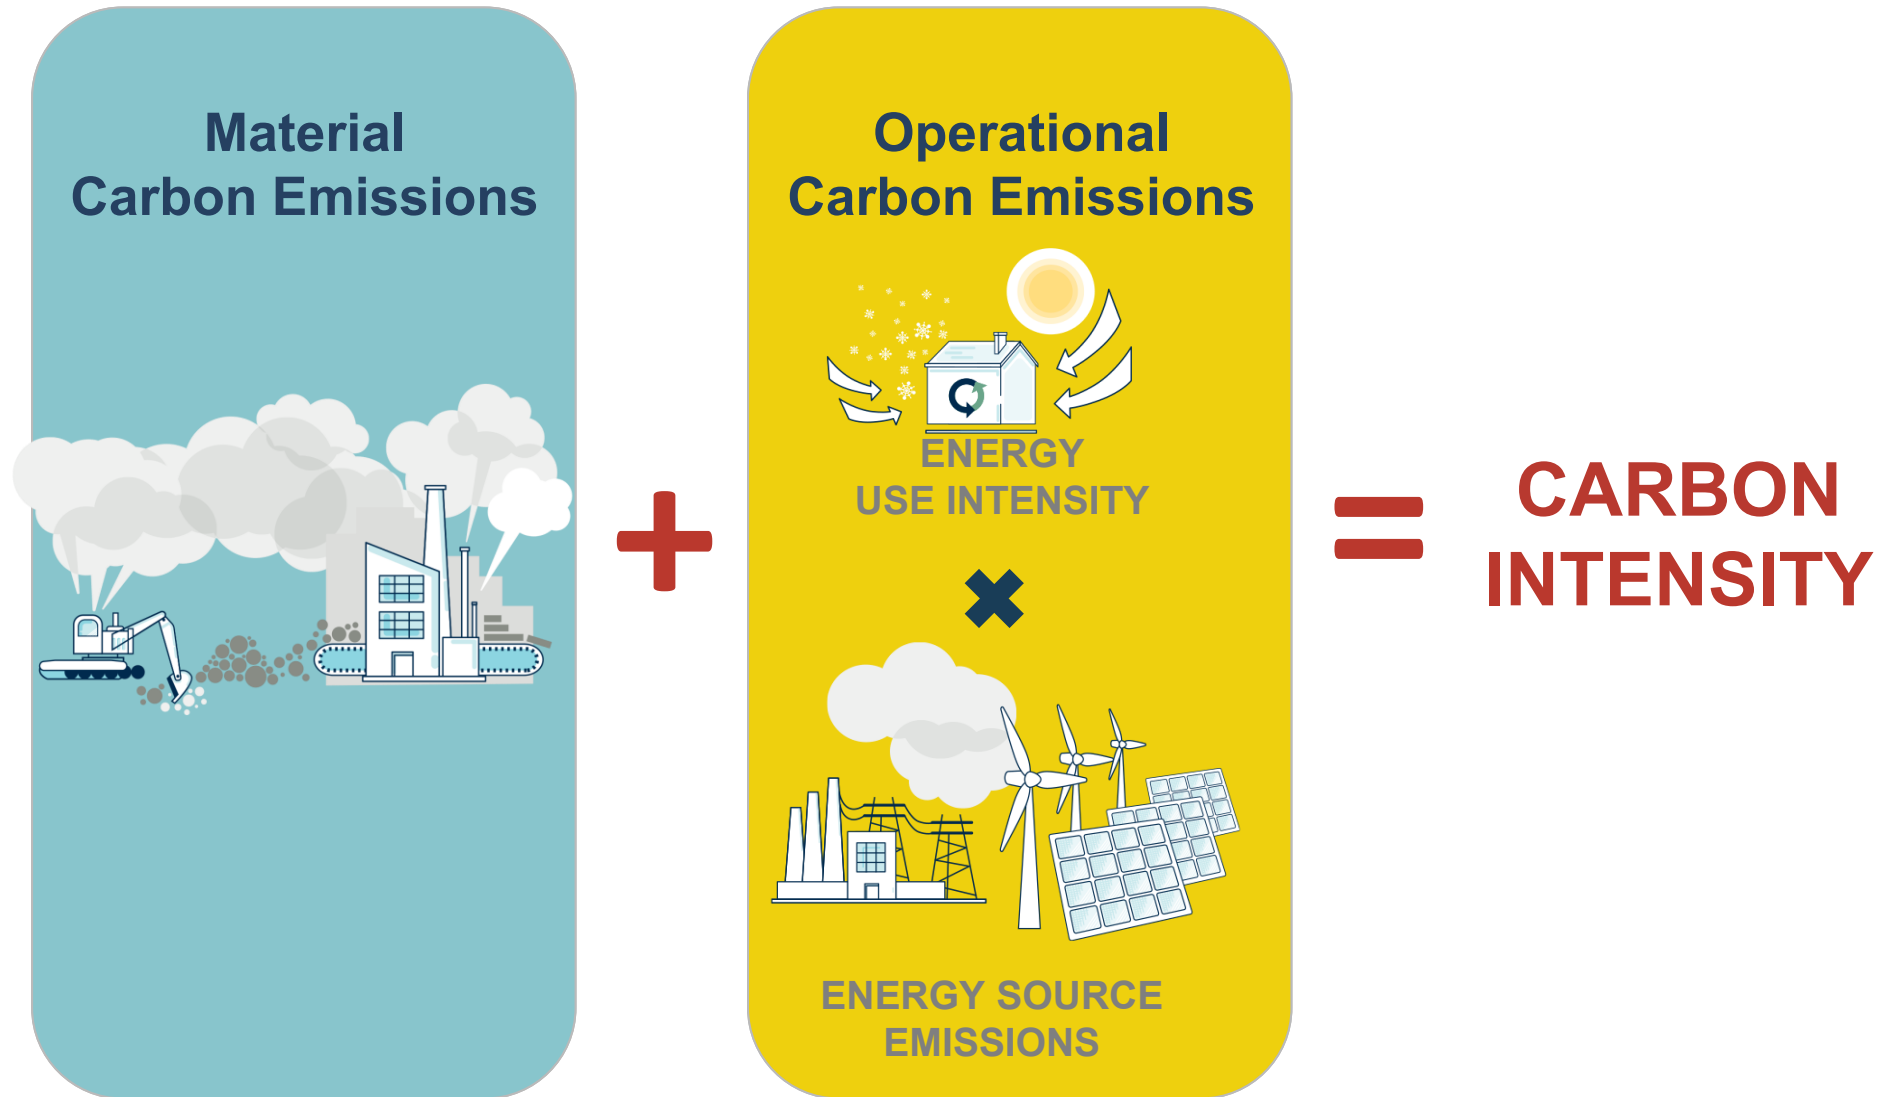 Material
Carbon Emissions
+
Operational
Carbon Emissions
ENERGY
USE INTENSITY
✖
ENERGY SOURCE
EMISSIONS
=
CARBON
INTENSITY